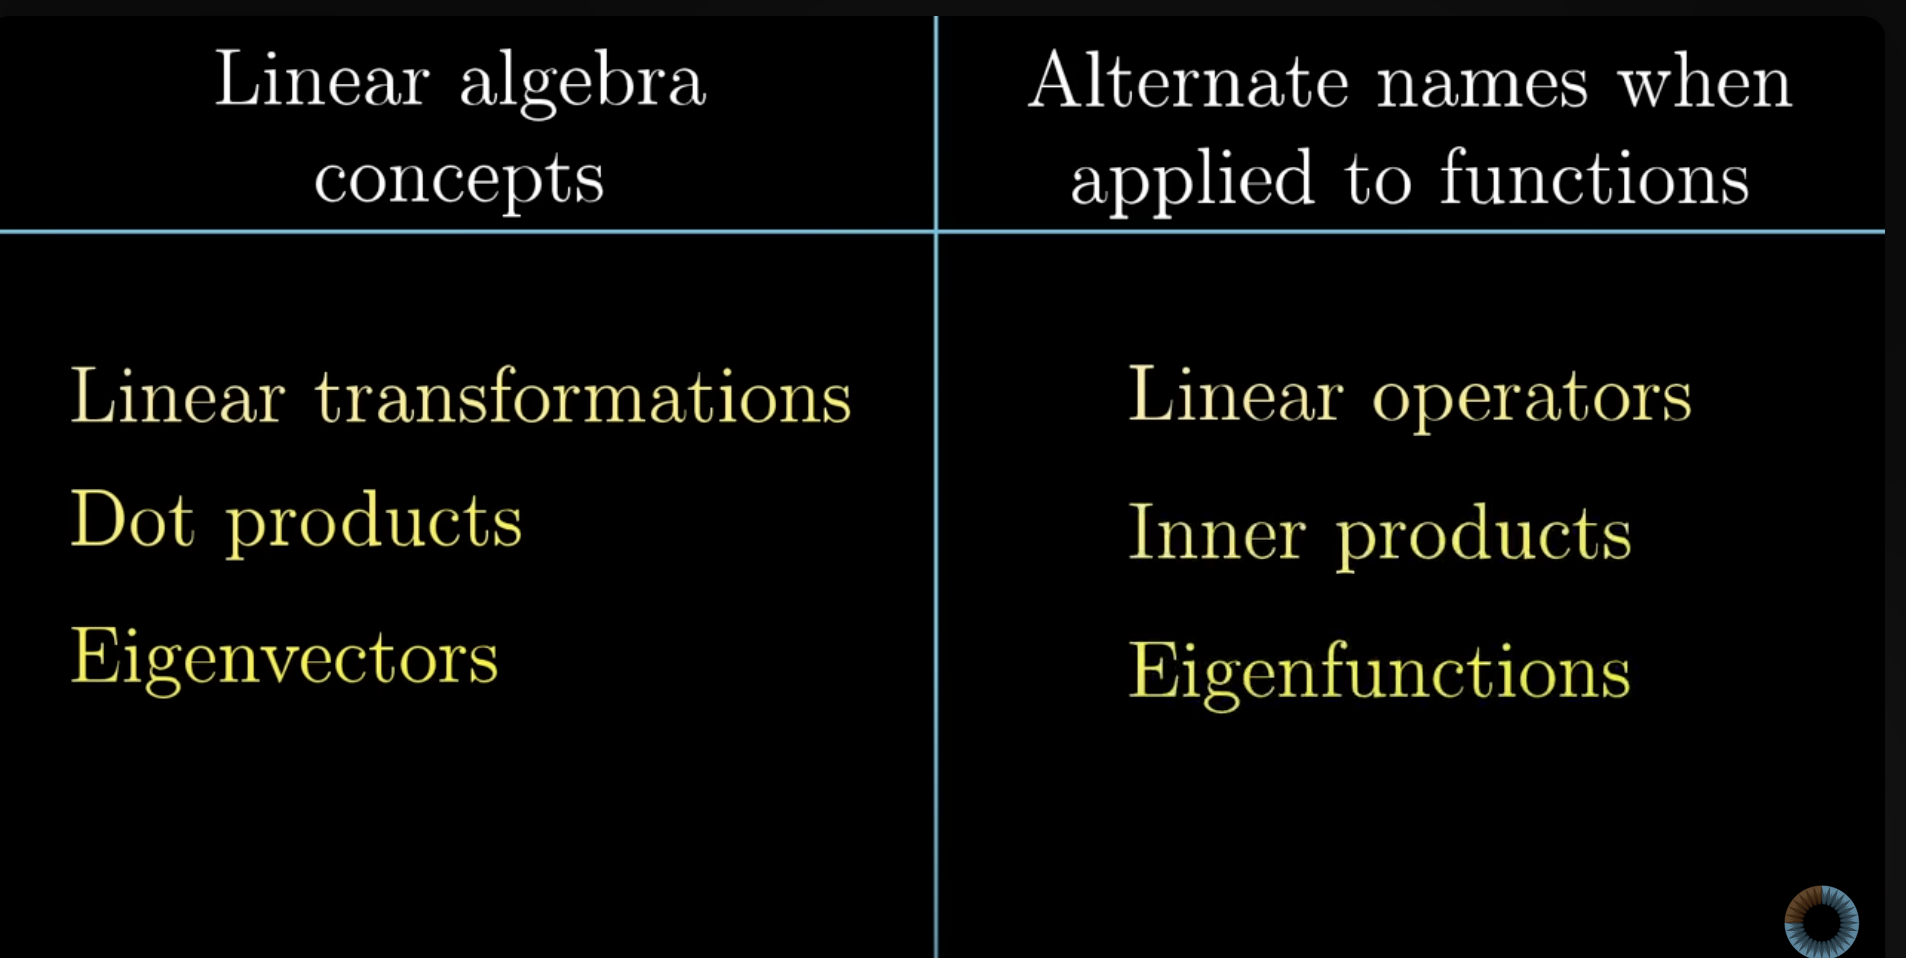 Linear algebra
concepts
Alternate names when
applied to functions
Linear transformations
Linear operators
Dot products
Inner products
Eigenvectors
Eigenfunctions